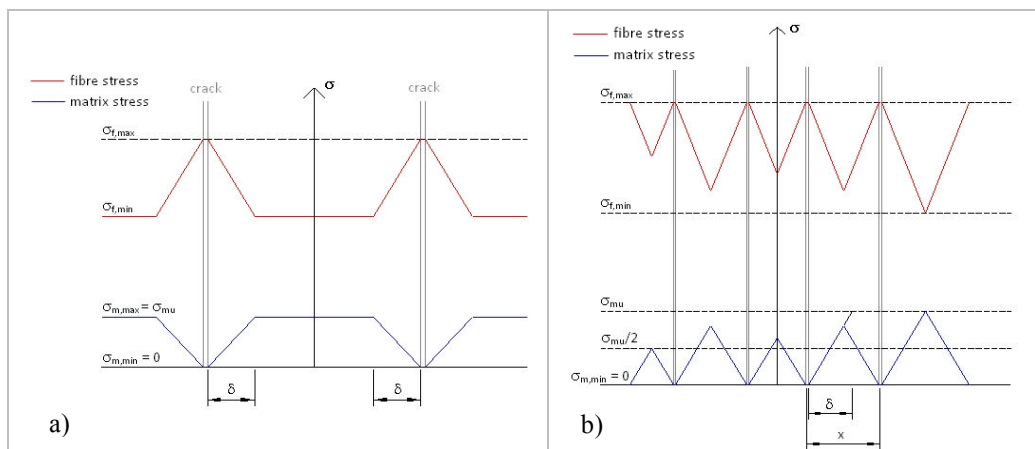 fibre stress
matrix stress
crack
σ
crack
σf,max
σf,min
σm,max = σmu
σm,min = 0
δ
δ
a)
fibre stress
matrix stress
σ
σf,max
σf,min
σmu
σmu/2
σm,min = 0
δ
x
b)